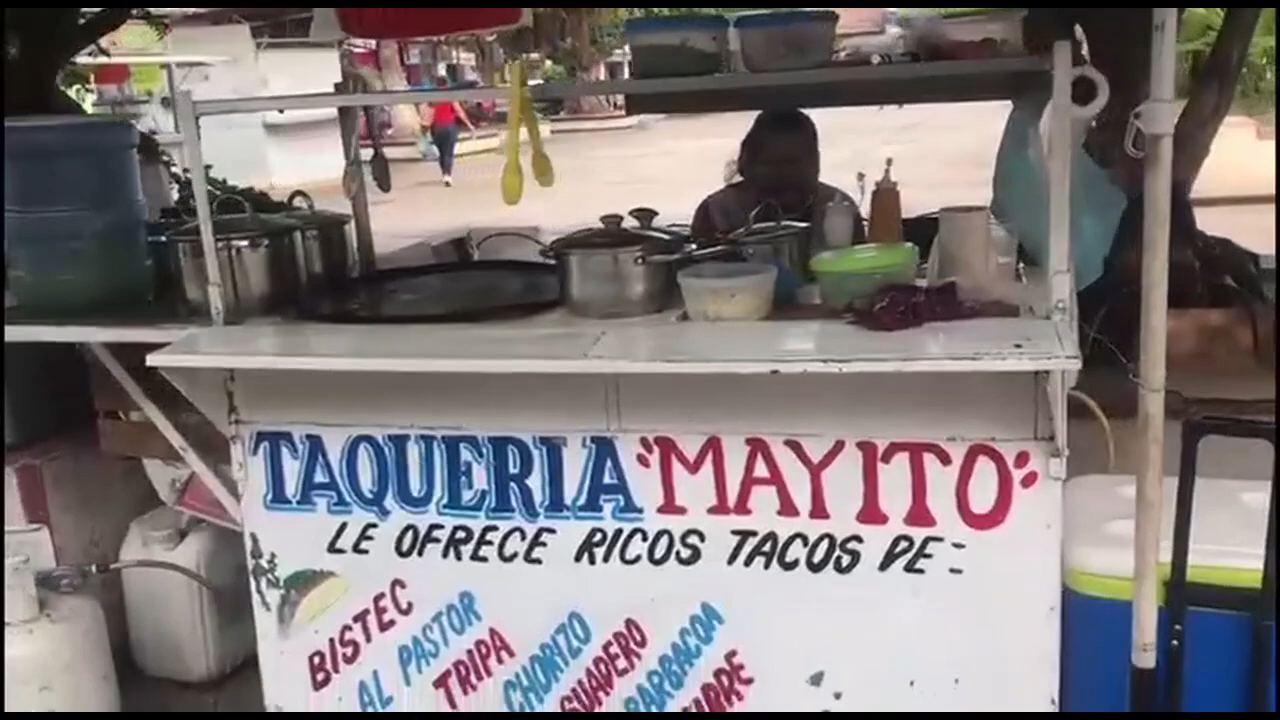 TAQUERIA "MAYITO"
LE OFRECE RICOS TACOS DE:
BISTEC
AL PASTOR
TRIPA
CHORIZO
SUADERO
BARBACOA